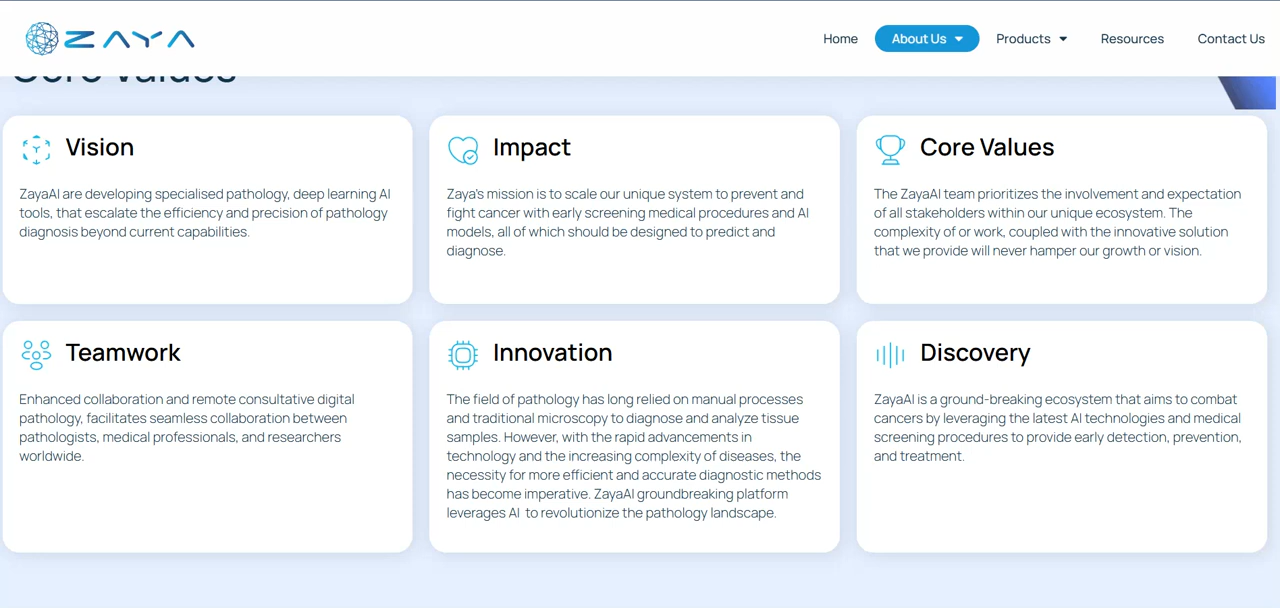 ZAYA
Home
About Us
Products
Resources
Contact Us
Core Values
Vision
ZayaAI are developing specialised pathology, deep learning AI
tools, that escalate the efficiency and precision of pathology
diagnosis beyond current capabilities.
Impact
Zaya's mission is to scale our unique system to prevent and
fight cancer with early screening medical procedures and AI
models, all of which should be designed to predict and
diagnose.
Core Values
The ZayaAI team prioritizes the involvement and expectation
of all stakeholders within our unique ecosystem. The
complexity of or work, coupled with the innovative solution
that we provide will never hamper our growth or vision.
Teamwork
Enhanced collaboration and remote consultative digital
pathology, facilitates seamless collaboration between
pathologists, medical professionals, and researchers
worldwide.
Innovation
The field of pathology has long relied on manual processes
and traditional microscopy to diagnose and analyze tissue
samples. However, with the rapid advancements in
technology and the increasing complexity of diseases, the
necessity for more efficient and accurate diagnostic methods
has become imperative. ZayaAI groundbreaking platform
leverages AI  to revolutionize the pathology landscape.
Discovery
ZayaAI is a ground-breaking ecosystem that aims to combat
cancers by leveraging the latest AI technologies and medical
screening procedures to provide early detection, prevention,
and treatment.